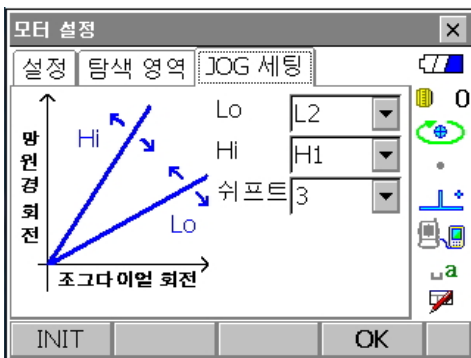 모터 설정
설정 탐색 영역 JOG 세팅
망원경 회전
Hi
Lo
조그다이얼 회전
Lo L2
Hi H1
쉬프트 3
0
a
INIT OK